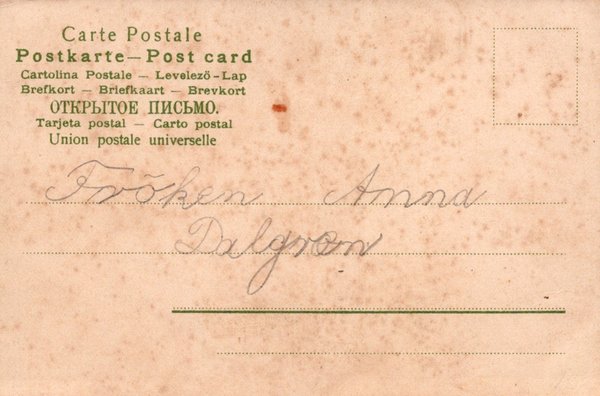 Carte Postale
Postkarte — Post card
Cartolina Postale — Levelező-Lap
Brefkort — Briefkaart — Brevkort
ОТКРЫТОЕ ПИСЬМО.
Tarjeta postal — Carto postal
Union postale universelle
Fröken Anna
Dalgren